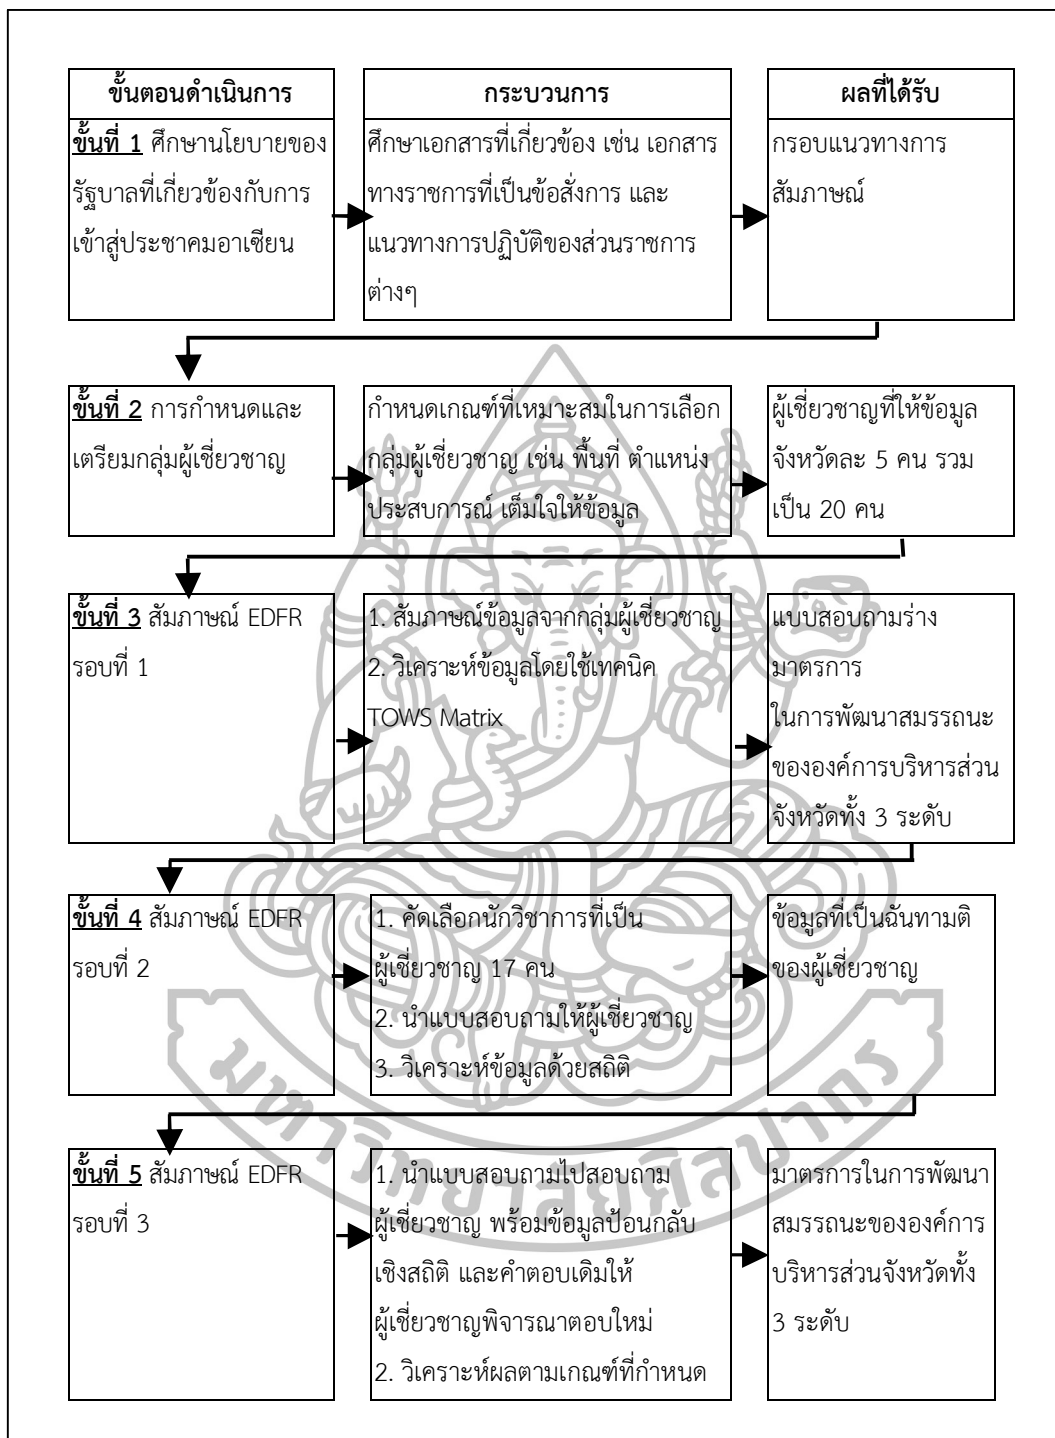 ขั้นตอนดำเนินการ
กระบวนการ
ผลที่ได้รับ
ขั้นที่ 1 ศึกษานโยบายของ
รัฐบาลที่เกี่ยวข้องกับการ
เข้าสู่ประชาคมอาเซียน
ศึกษาเอกสารที่เกี่ยวข้อง เช่น เอกสาร
ทางราชการที่เป็นข้อสั่งการ และ
แนวทางการปฏิบัติของส่วนราชการ
ต่างๆ
กรอบแนวทางการ
สัมภาษณ์
ขั้นที่ 2 การกำหนดและ
เตรียมกลุ่มผู้เชี่ยวชาญ
กำหนดเกณฑ์ที่เหมาะสมในการเลือก
กลุ่มผู้เชี่ยวชาญ เช่น พื้นที่ ตำแหน่ง
ประสบการณ์ เต็มใจให้ข้อมูล
ผู้เชี่ยวชาญที่ให้ข้อมูล
จังหวัดละ 5 คน รวม
เป็น 20 คน
ขั้นที่ 3 สัมภาษณ์ EDFR
รอบที่ 1
1. สัมภาษณ์ข้อมูลจากกลุ่มผู้เชี่ยวชาญ
2. วิเคราะห์ข้อมูลโดยใช้เทคนิค
TOWS Matrix
แบบสอบถามร่าง
มาตรการ
ในการพัฒนาสมรรถนะ
ขององค์การบริหารส่วน
จังหวัดทั้ง 3 ระดับ
ขั้นที่ 4 สัมภาษณ์ EDFR
รอบที่ 2
1. คัดเลือกนักวิชาการที่เป็น
ผู้เชี่ยวชาญ 17 คน
2. นำแบบสอบถามให้ผู้เชี่ยวชาญ
3. วิเคราะห์ข้อมูลด้วยสถิติ
ข้อมูลที่เป็นฉันทามติ
ของผู้เชี่ยวชาญ
ขั้นที่ 5 สัมภาษณ์ EDFR
รอบที่ 3
1. นำแบบสอบถามไปสอบถาม
ผู้เชี่ยวชาญ พร้อมข้อมูลป้อนกลับ
เชิงสถิติ และคำตอบเดิมให้
ผู้เชี่ยวชาญพิจารณาตอบใหม่
2. วิเคราะห์ผลตามเกณฑ์ที่กำหนด
มาตรการในการพัฒนา
สมรรถนะขององค์การ
บริหารส่วนจังหวัดทั้ง
3 ระดับ
มหาวิทยาลัยศิลปากร